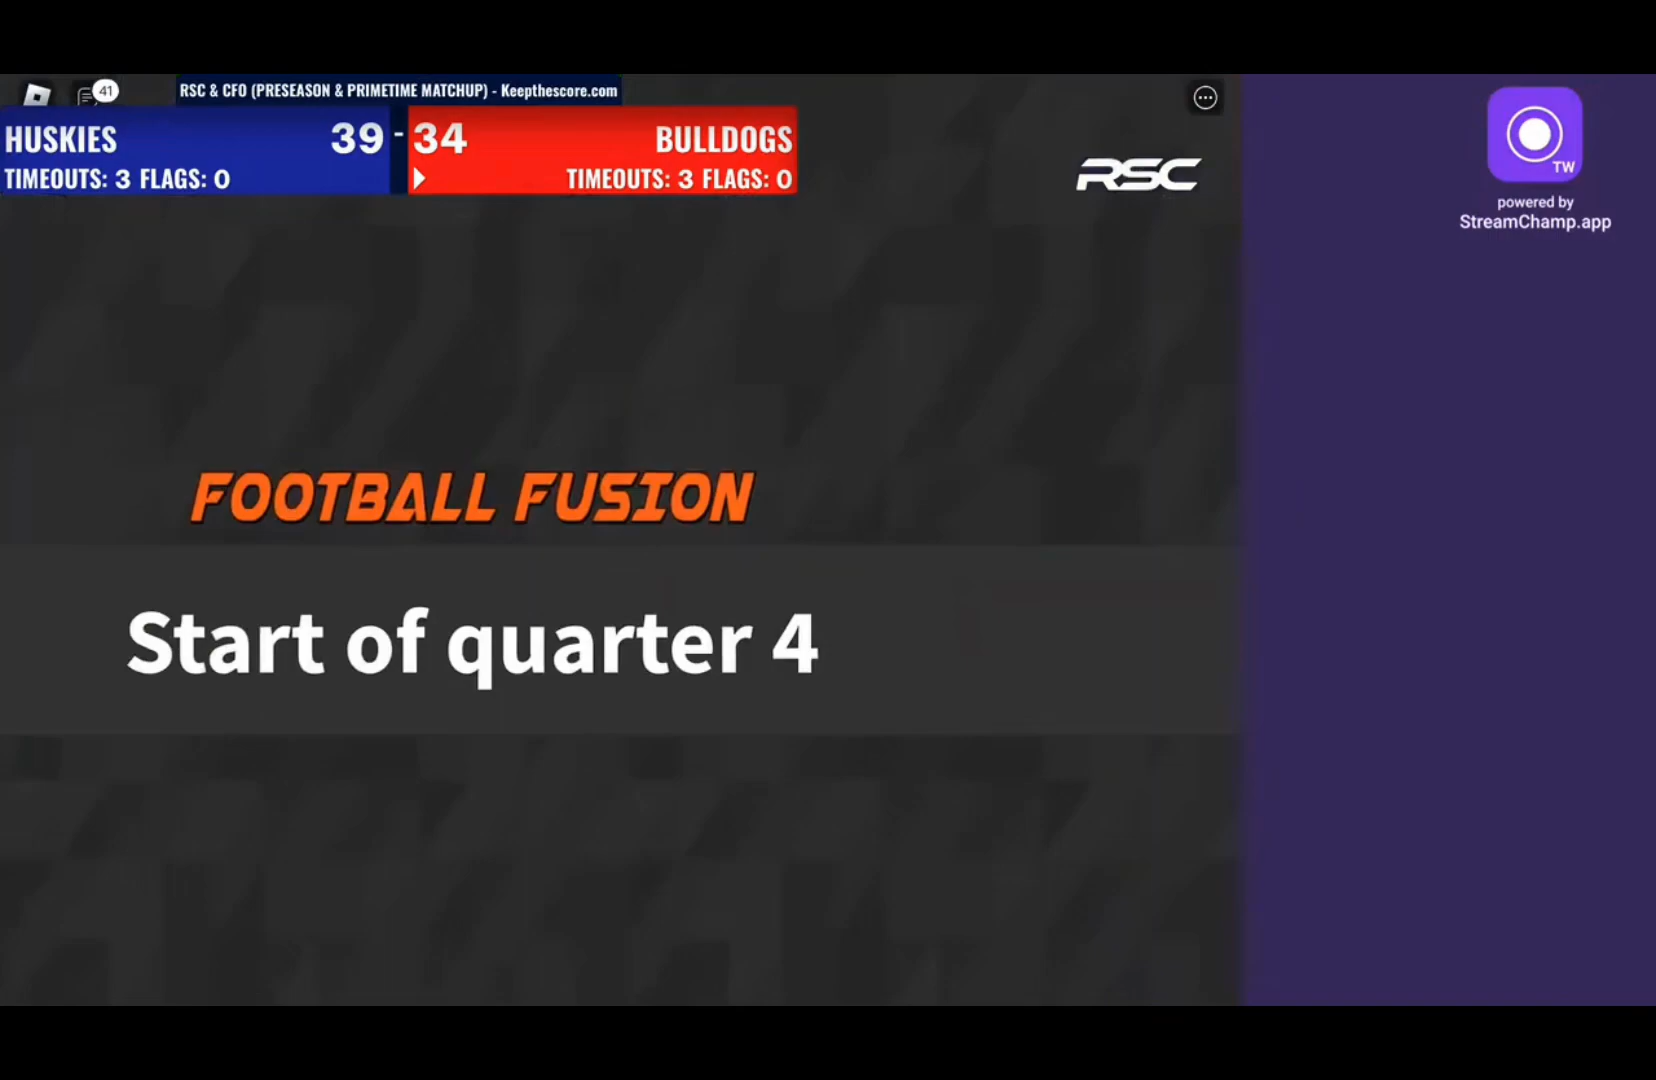 41
RSC & CFO (PRESEASON & PRIMETIME MATCHUP) - Keepthescore.com
HUSKIES 39 - 34 BULLDOGS
TIMEOUTS: 3 FLAGS: 0 TIMEOUTS: 3 FLAGS: 0
RSC
TW
powered by
StreamChamp.app
FOOTBALL FUSION
Start of quarter 4